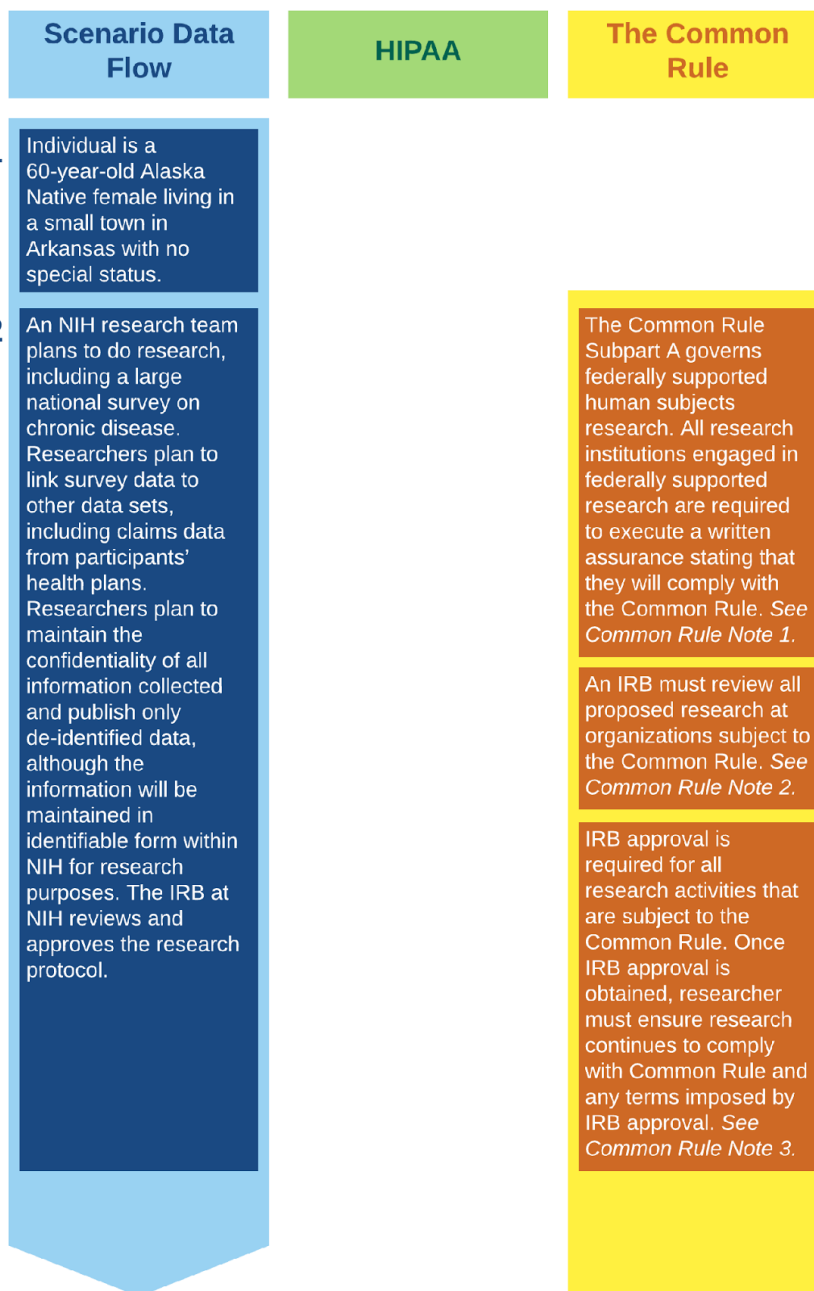 Scenario Data
Flow
HIPAA
The Common
Rule
Individual is a
60-year-old Alaska
Native female living in
a small town in
Arkansas with no
special status.
2
An NIH research team
plans to do research,
including a large
national survey on
chronic disease.
Researchers plan to
link survey data to
other data sets,
including claims data
from participants’
health plans.
Researchers plan to
maintain the
confidentiality of all
information collected
and publish only
de-identified data,
although the
information will be
maintained in
identifiable form within
NIH for research
purposes. The IRB at
NIH reviews and
approves the research
protocol.
The Common Rule
Subpart A governs
federally supported
human subjects
research. All research
institutions engaged in
federally supported
research are required
to execute a written
assurance stating that
they will comply with
the Common Rule. See
Common Rule Note 1.
An IRB must review all
proposed research at
organizations subject to
the Common Rule. See
Common Rule Note 2.
IRB approval is
required for all
research activities that
are subject to the
Common Rule. Once
IRB approval is
obtained, researcher
must ensure research
continues to comply
with Common Rule and
any terms imposed by
IRB approval. See
Common Rule Note 3.